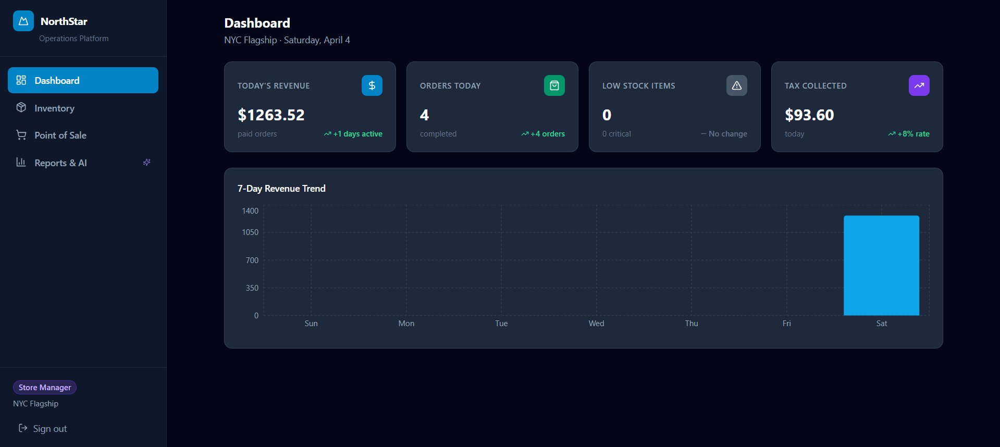 NorthStar
Operations Platform
Dashboard
Inventory
Point of Sale
Reports & AI
Store Manager
NYC Flagship
Sign out
Dashboard
NYC Flagship · Saturday, April 4
TODAY'S REVENUE
$1263.52
paid orders +1 days active
ORDERS TODAY
4
completed +4 orders
LOW STOCK ITEMS
0
0 critical — No change
TAX COLLECTED
$93.60
today +8% rate
7-Day Revenue Trend
1400
1050
700
350
0
Sun Mon Tue Wed Thu Fri Sat